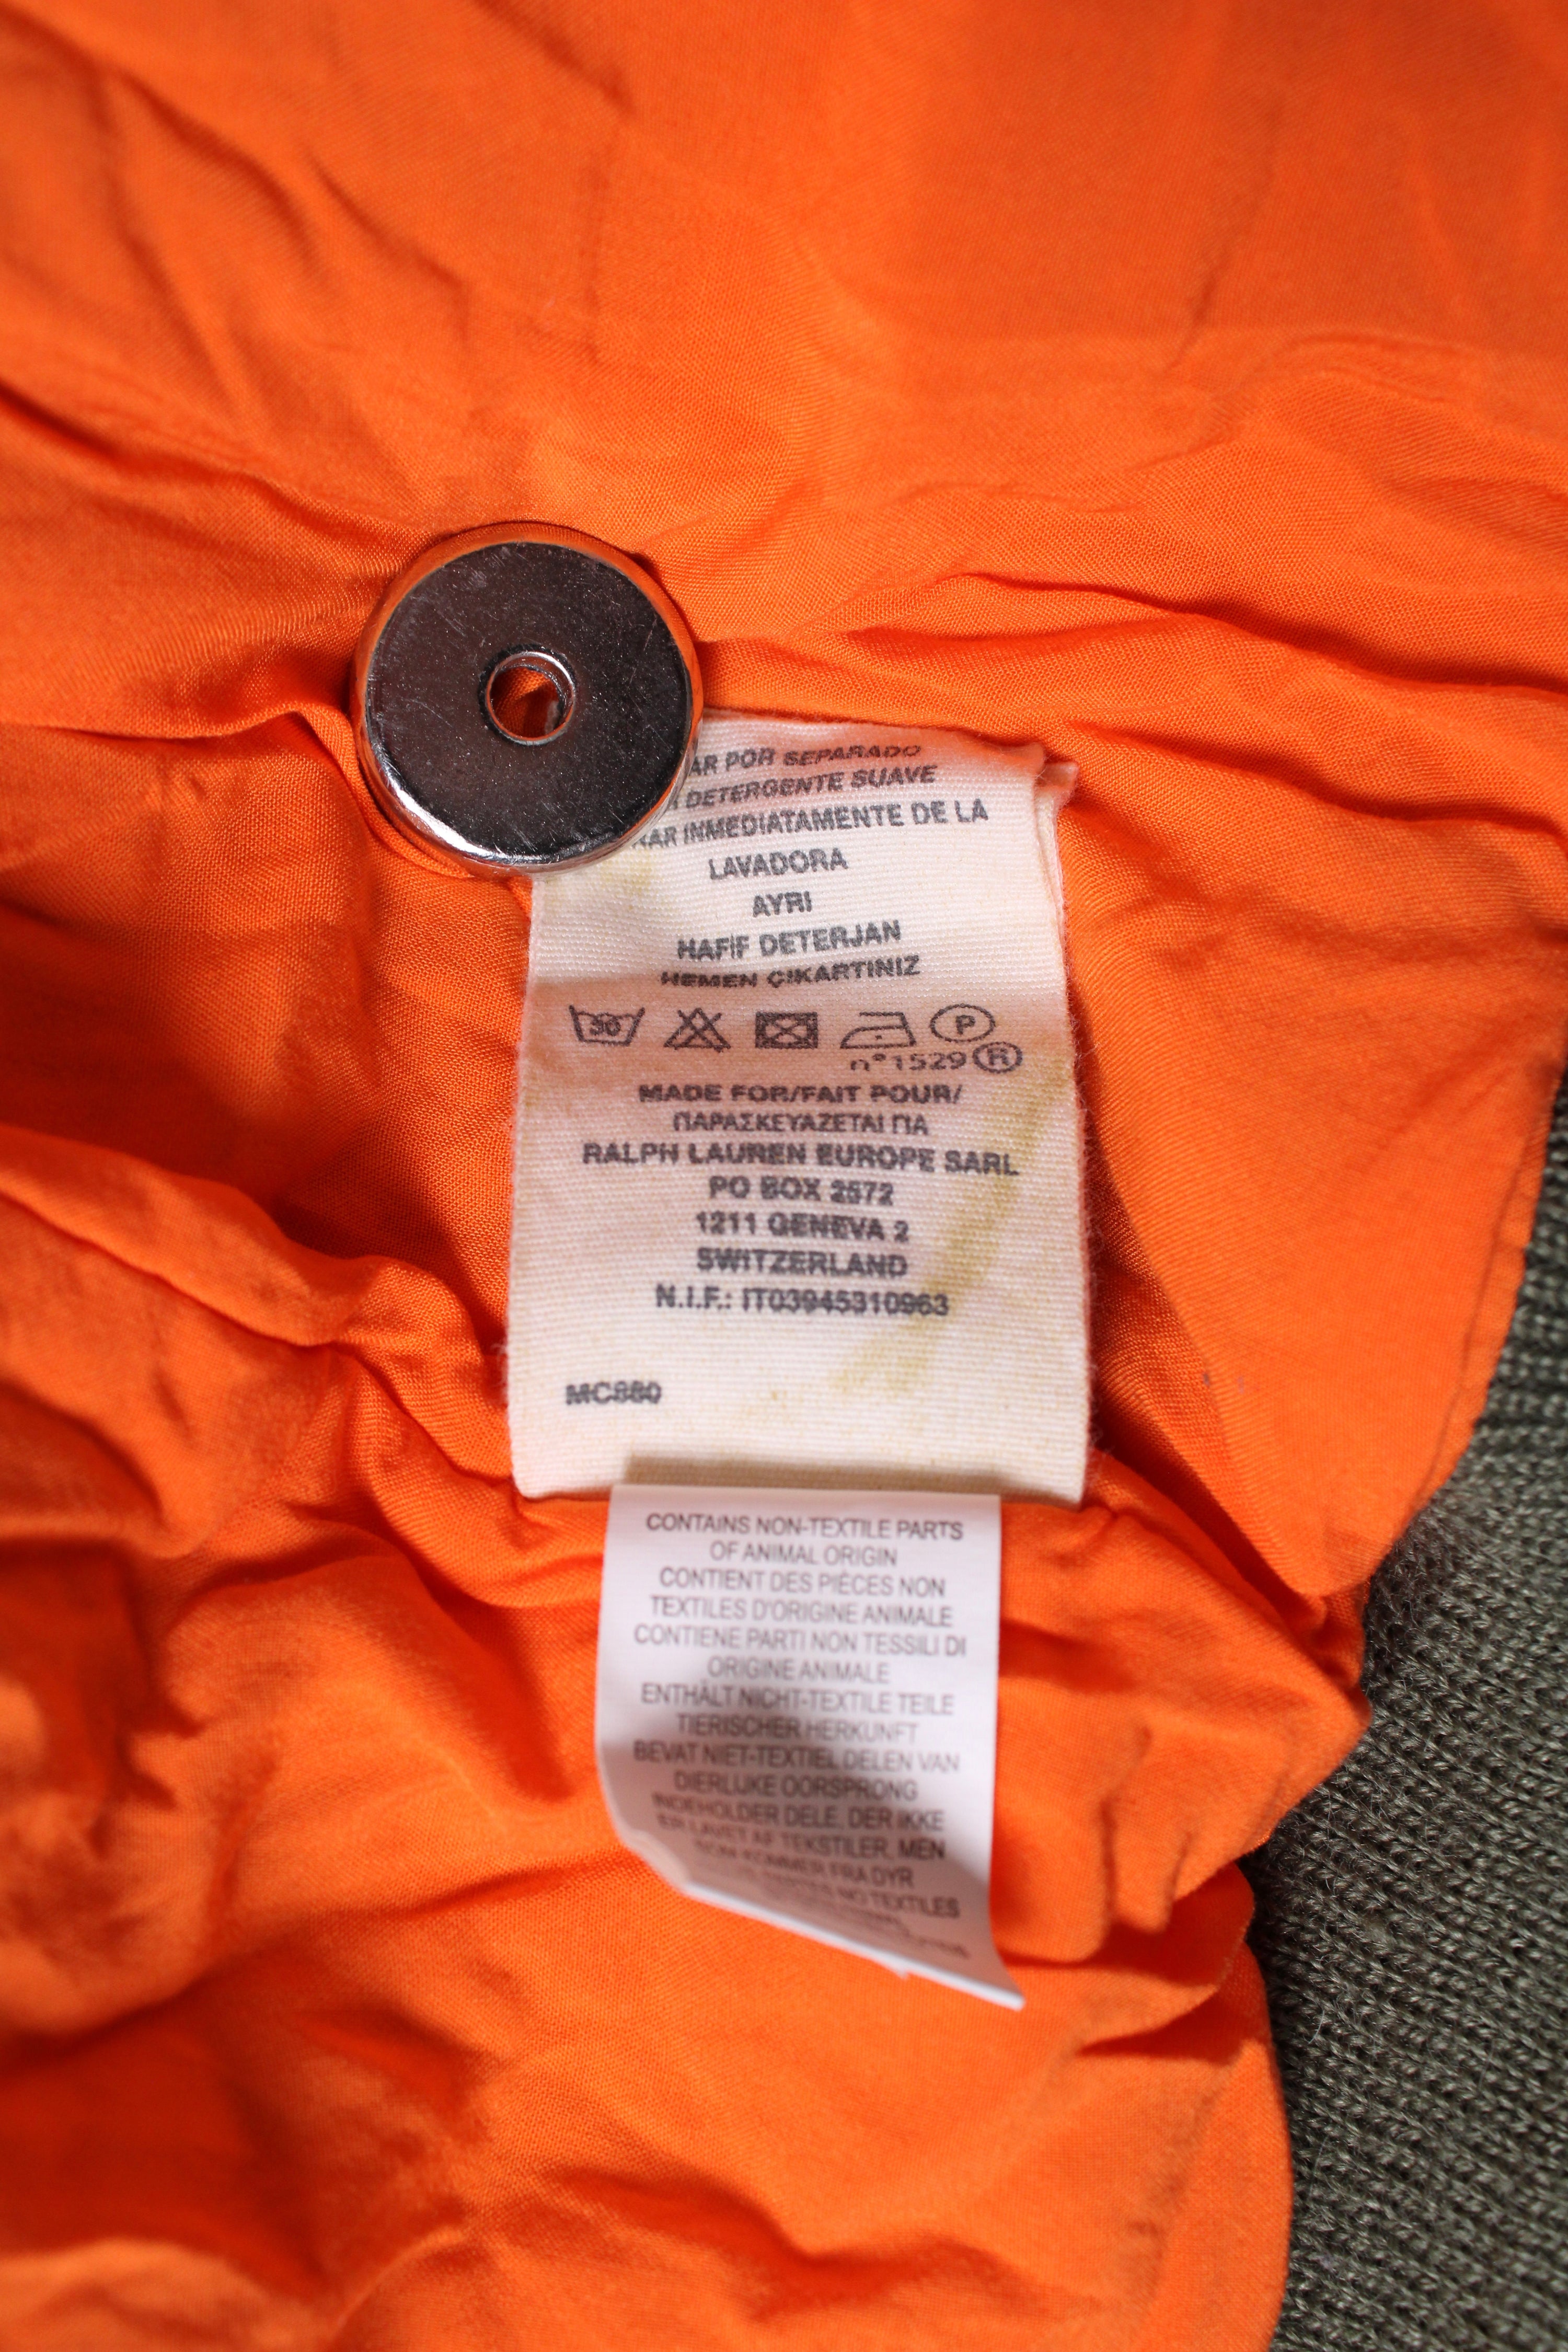 POR SEPARADO
DETERGENTE SUAVE
INMEDIATAMENTE DE LA
LAVADORA
AYRI
HAFİF DETERJAN
HEMEN ÇIKARTINIZ
30 P
n°1529 R
MADE FOR/FAIT POUR/
ΠΑΡΑΣΚΕΥΑΖΕΤΑΙ ΓΙΑ
RALPH LAUREN EUROPE SARL
PO BOX 2572
1211 GENEVA 2
SWITZERLAND
N.I.F.: IT03945310963
MC880
CONTAINS NON-TEXTILE PARTS
OF ANIMAL ORIGIN
CONTIENT DES PIÈCES NON
TEXTILES D'ORIGINE ANIMALE
CONTIENE PARTI NON TESSILI DI
ORIGINE ANIMALE
ENTHÄLT NICHT-TEXTILE TEILE
TIERISCHER HERKUNFT
BEVAT NIET-TEXTIEL DELEN VAN
DIERLIJKE OORSPRONG
INDEHOLDER DELE, DER IKKE
ER LAVET AF TEKSTILER, MEN
SOM KOMMER FRA DYR
NO TEXTILES